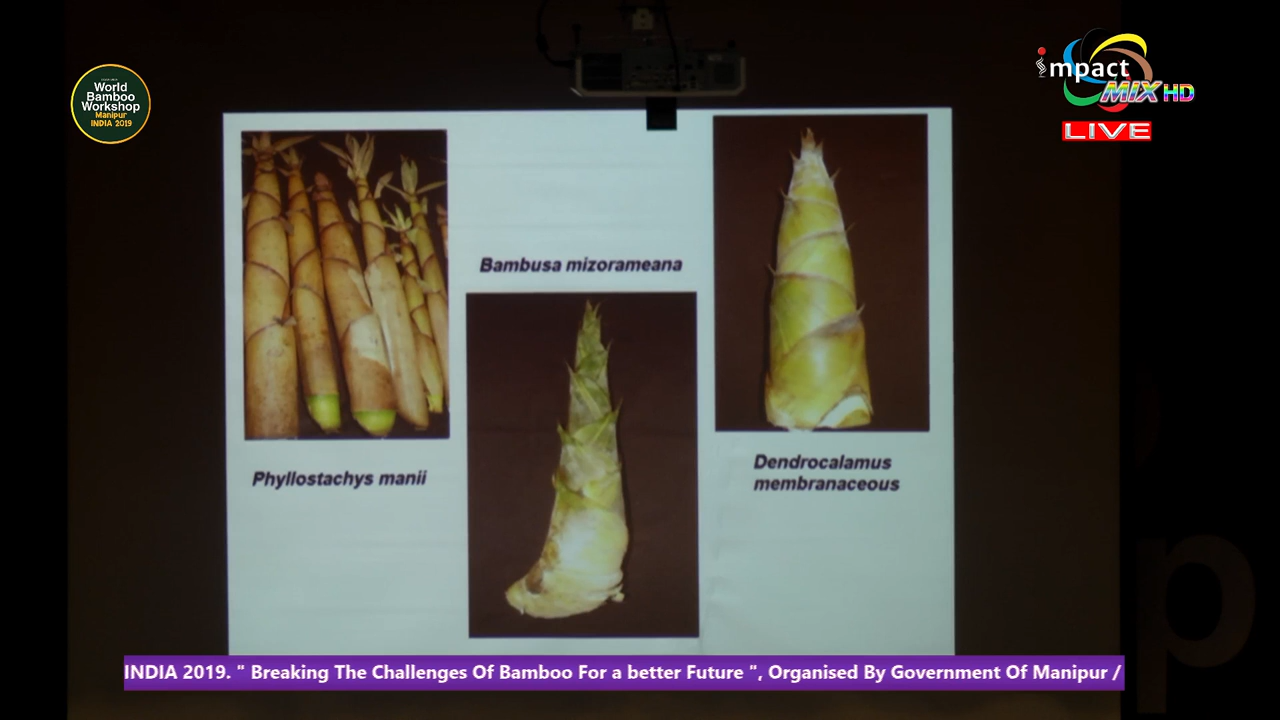 World
Bamboo
Workshop
Manipur
INDIA 2019
impact
MIX HD
LIVE
Bambusa mizorameana
Phyllostachys manii
Dendrocalamus
membranaceous
p
INDIA 2019. " Breaking The Challenges Of Bamboo For a better Future ", Organised By Government Of Manipur /